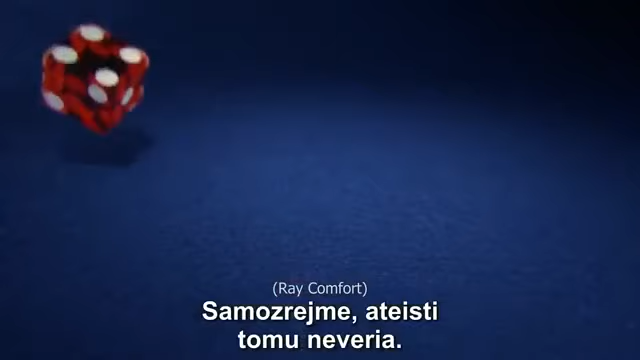 (Ray Comfort)
Samozrejme, ateisti
tomu neveria.